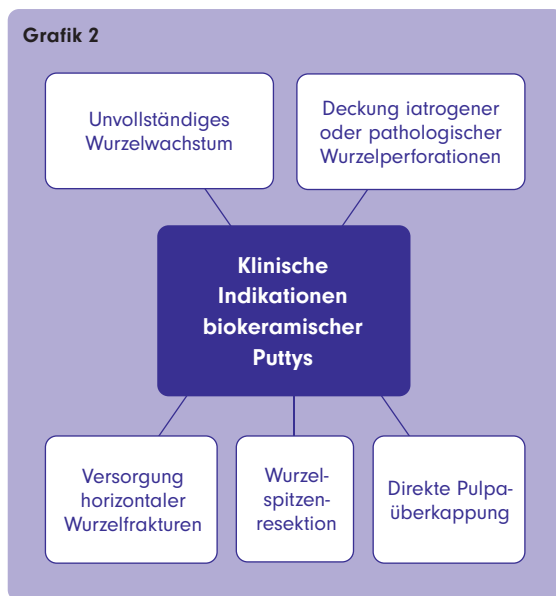 Grafik 2
Unvollständiges
Wurzelwachstum
Deckung iatrogener
oder pathologischer
Wurzelperforationen
Klinische
Indikationen
biokeramischer
Puttys
Versorgung
horizontaler
Wurzelfrakturen
Wurzel-
spitzen-
resektion
Direkte Pulpa-
überkappung